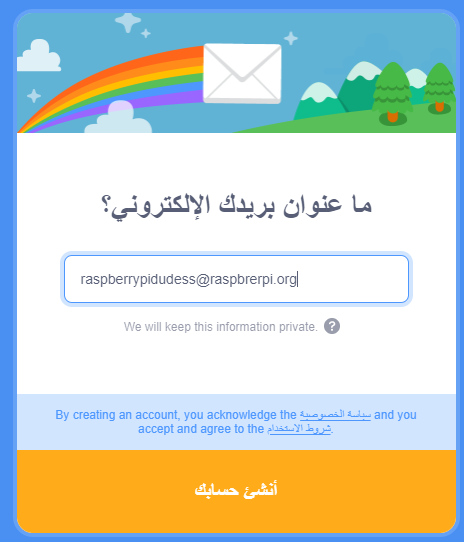 ما عنوان بريدك الإلكتروني؟
raspberrypidudess@raspbrerpi.org
We will keep this information private. ?
By creating an account, you acknowledge the سياسة الخصوصية and you
accept and agree to the شروط الاستخدام.
أنشئ حسابك